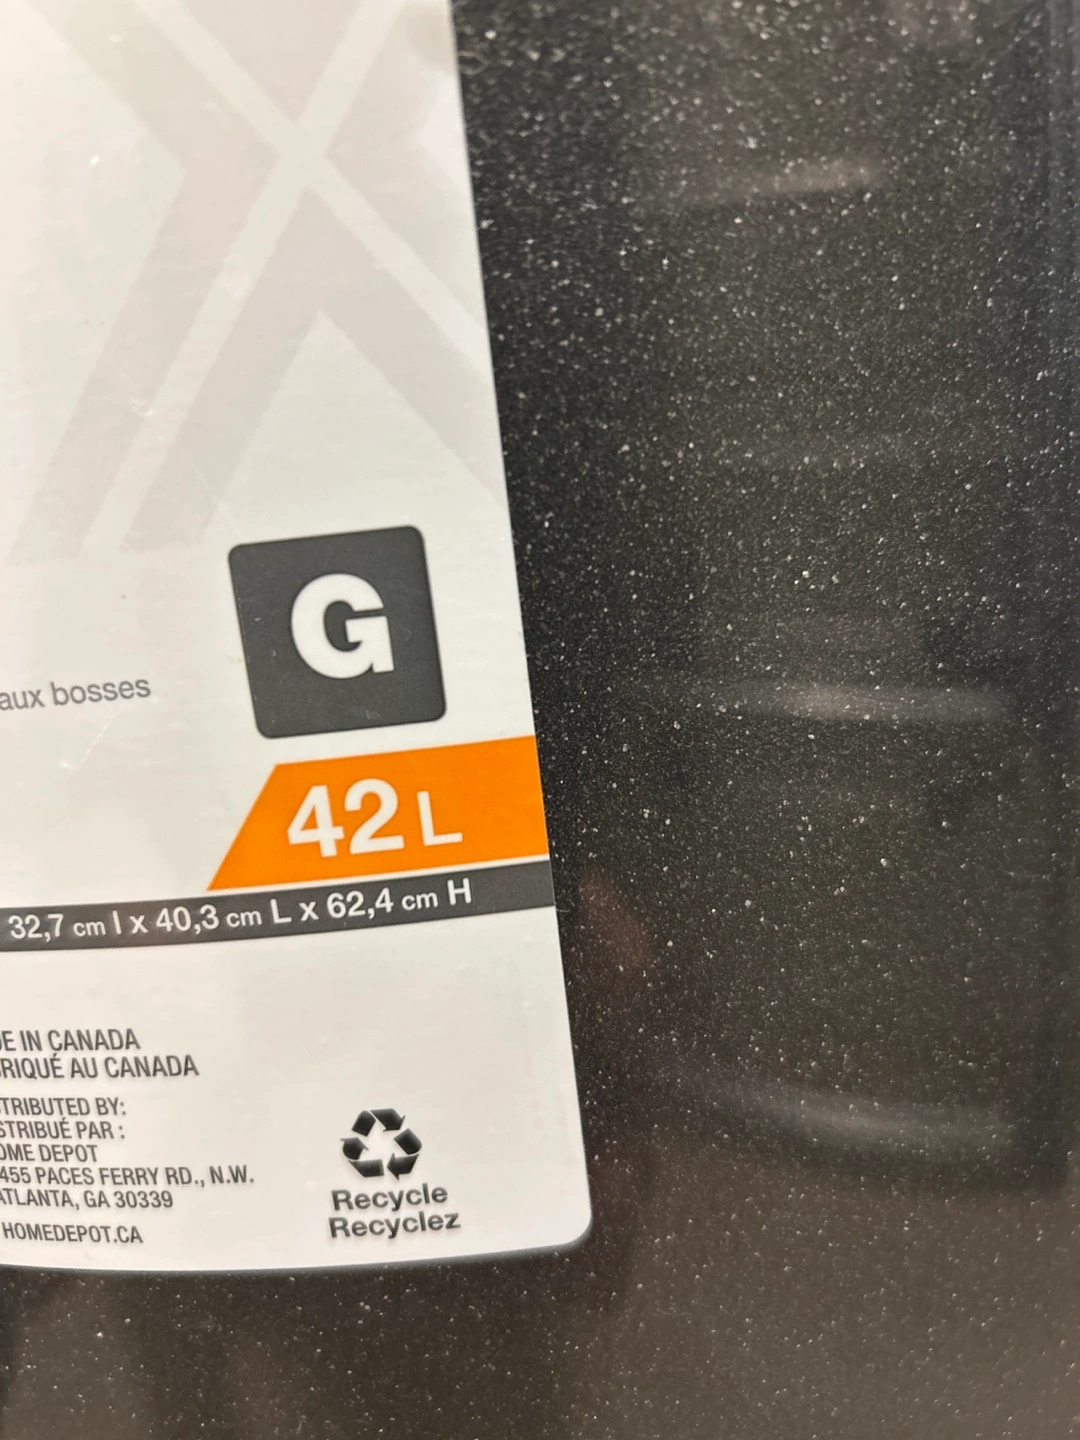 G
aux bosses
42 L
32,7 cm l x 40,3 cm L x 62,4 cm H
E IN CANADA
RIQUÉ AU CANADA
TRIBUTED BY:
STRIBUÉ PAR :
OME DEPOT
455 PACES FERRY RD., N.W.
ATLANTA, GA 30339
HOMEDEPOT.CA
Recycle
Recyclez